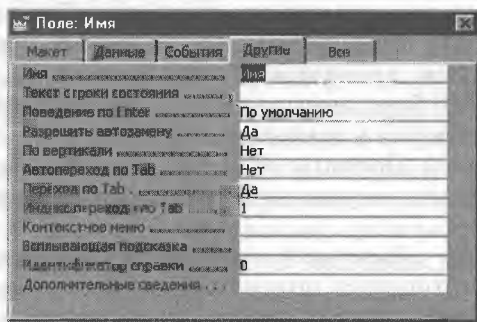 Поле: Имя
Макет Данные События Другие Все
Имя Имя
Текст строки состояния
Поведение по Enter По умолчанию
Разрешить автозамену Да
По вертикали Нет
Автопереход по Tab Нет
Переход по Tab Да
Индекс перехода по Tab 1
Контекстное меню
Всплывающая подсказка
Идентификатор справки 0
Дополнительные сведения . . .